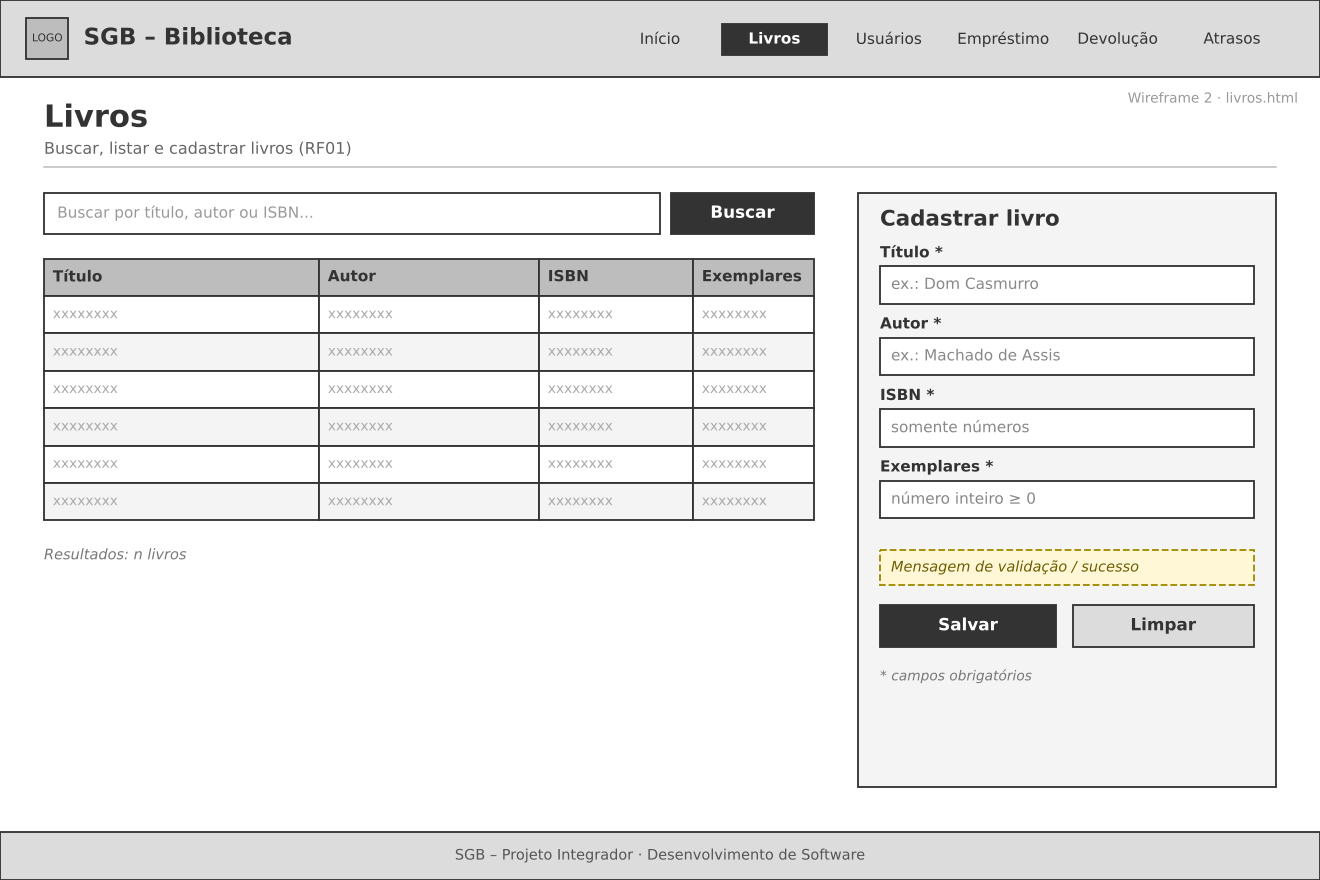 LOGO
SGB – Biblioteca
Início
Livros
Usuários
Empréstimo
Devolução
Atrasos
Wireframe 2 · livros.html
Livros
Buscar, listar e cadastrar livros (RF01)
Buscar por título, autor ou ISBN...
Buscar
Título Autor ISBN Exemplares
xxxxxxxx xxxxxxxx xxxxxxxx xxxxxxxx
xxxxxxxx xxxxxxxx xxxxxxxx xxxxxxxx
xxxxxxxx xxxxxxxx xxxxxxxx xxxxxxxx
xxxxxxxx xxxxxxxx xxxxxxxx xxxxxxxx
xxxxxxxx xxxxxxxx xxxxxxxx xxxxxxxx
xxxxxxxx xxxxxxxx xxxxxxxx xxxxxxxx
Resultados: n livros
Cadastrar livro
Título *
ex.: Dom Casmurro
Autor *
ex.: Machado de Assis
ISBN *
somente números
Exemplares *
número inteiro ≥ 0
Mensagem de validação / sucesso
Salvar
Limpar
* campos obrigatórios
SGB – Projeto Integrador · Desenvolvimento de Software